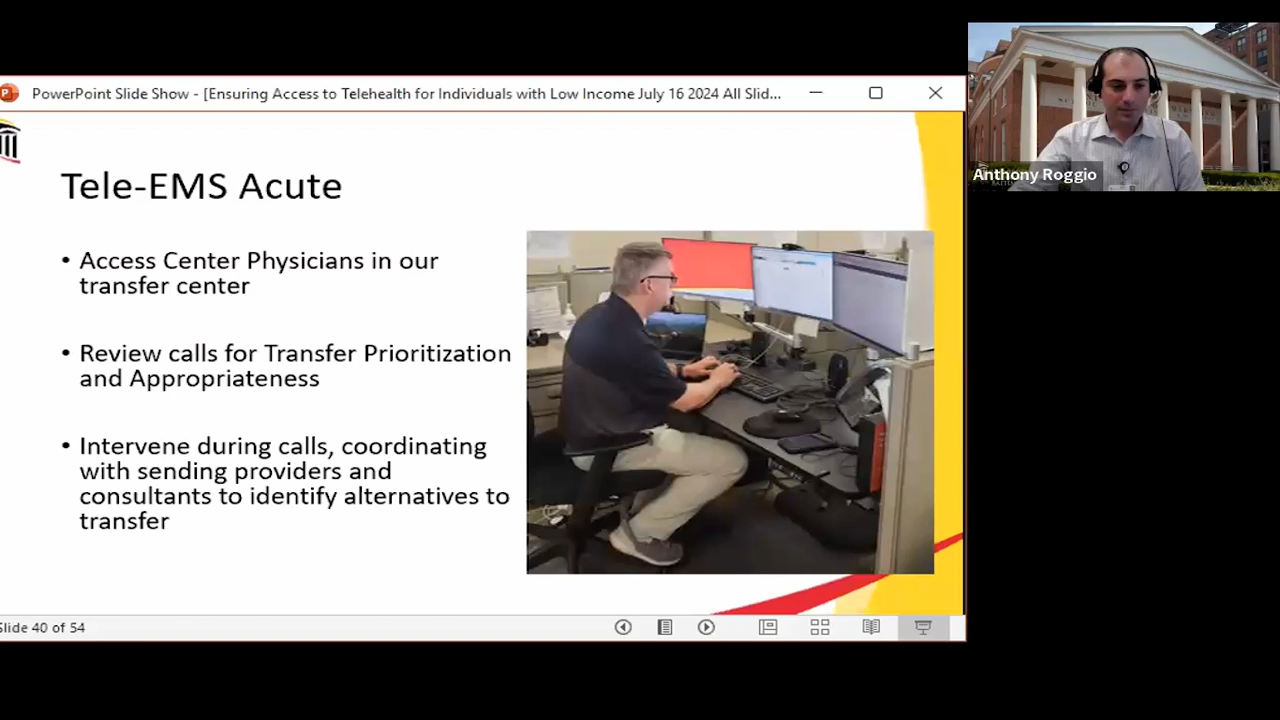 PowerPoint Slide Show - [Ensuring Access to Telehealth for Individuals with Low Income July 16 2024 All Slid...
Tele-EMS Acute
• Access Center Physicians in our
transfer center
• Review calls for Transfer Prioritization
and Appropriateness
• Intervene during calls, coordinating
with sending providers and
consultants to identify alternatives to
transfer
Slide 40 of 54
Anthony Roggio